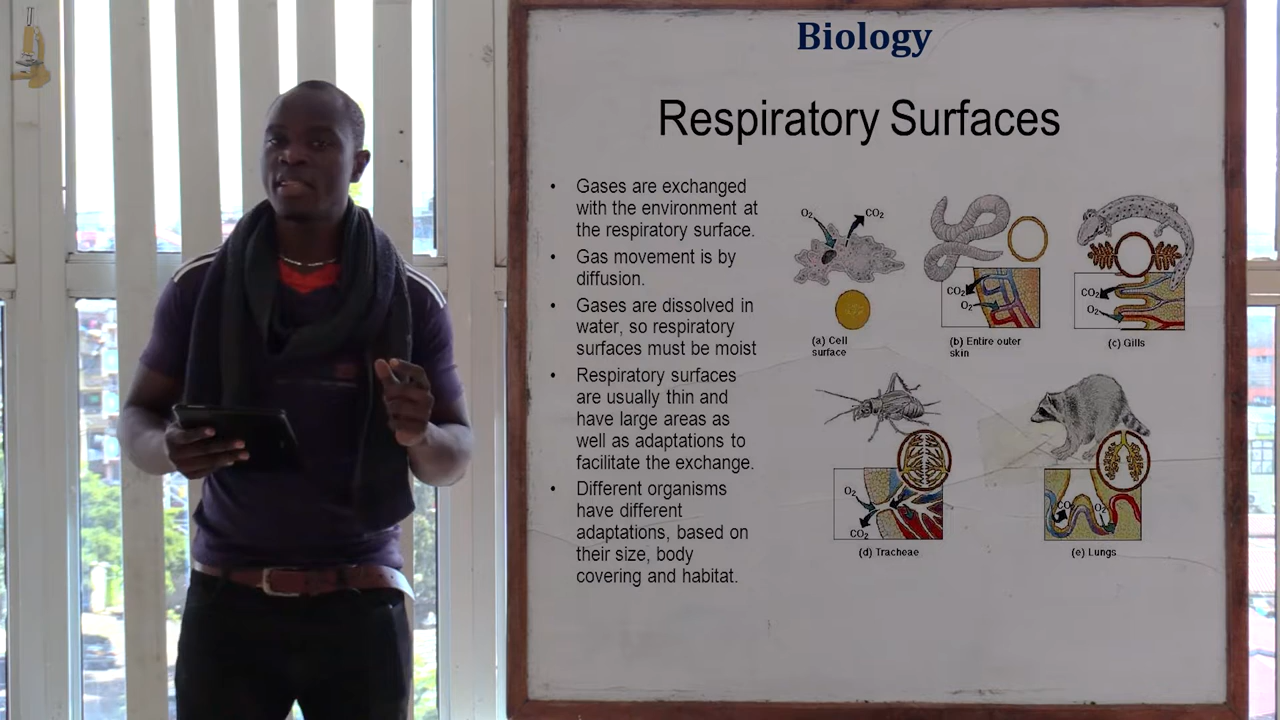 Biology
Respiratory Surfaces
• Gases are exchanged
with the environment at
the respiratory surface.
• Gas movement is by
diffusion.
• Gases are dissolved in
water, so respiratory
surfaces must be moist
• Respiratory surfaces
are usually thin and
have large areas as
well as adaptations to
facilitate the exchange.
• Different organisms
have different
adaptations, based on
their size, body
covering and habitat.
O2
CO2
(a) Cell
surface
CO2
O2
(b) Entire outer
skin
CO2
O2
(c) Gills
O2
CO2
(d) Tracheae
CO2
O2
(e) Lungs